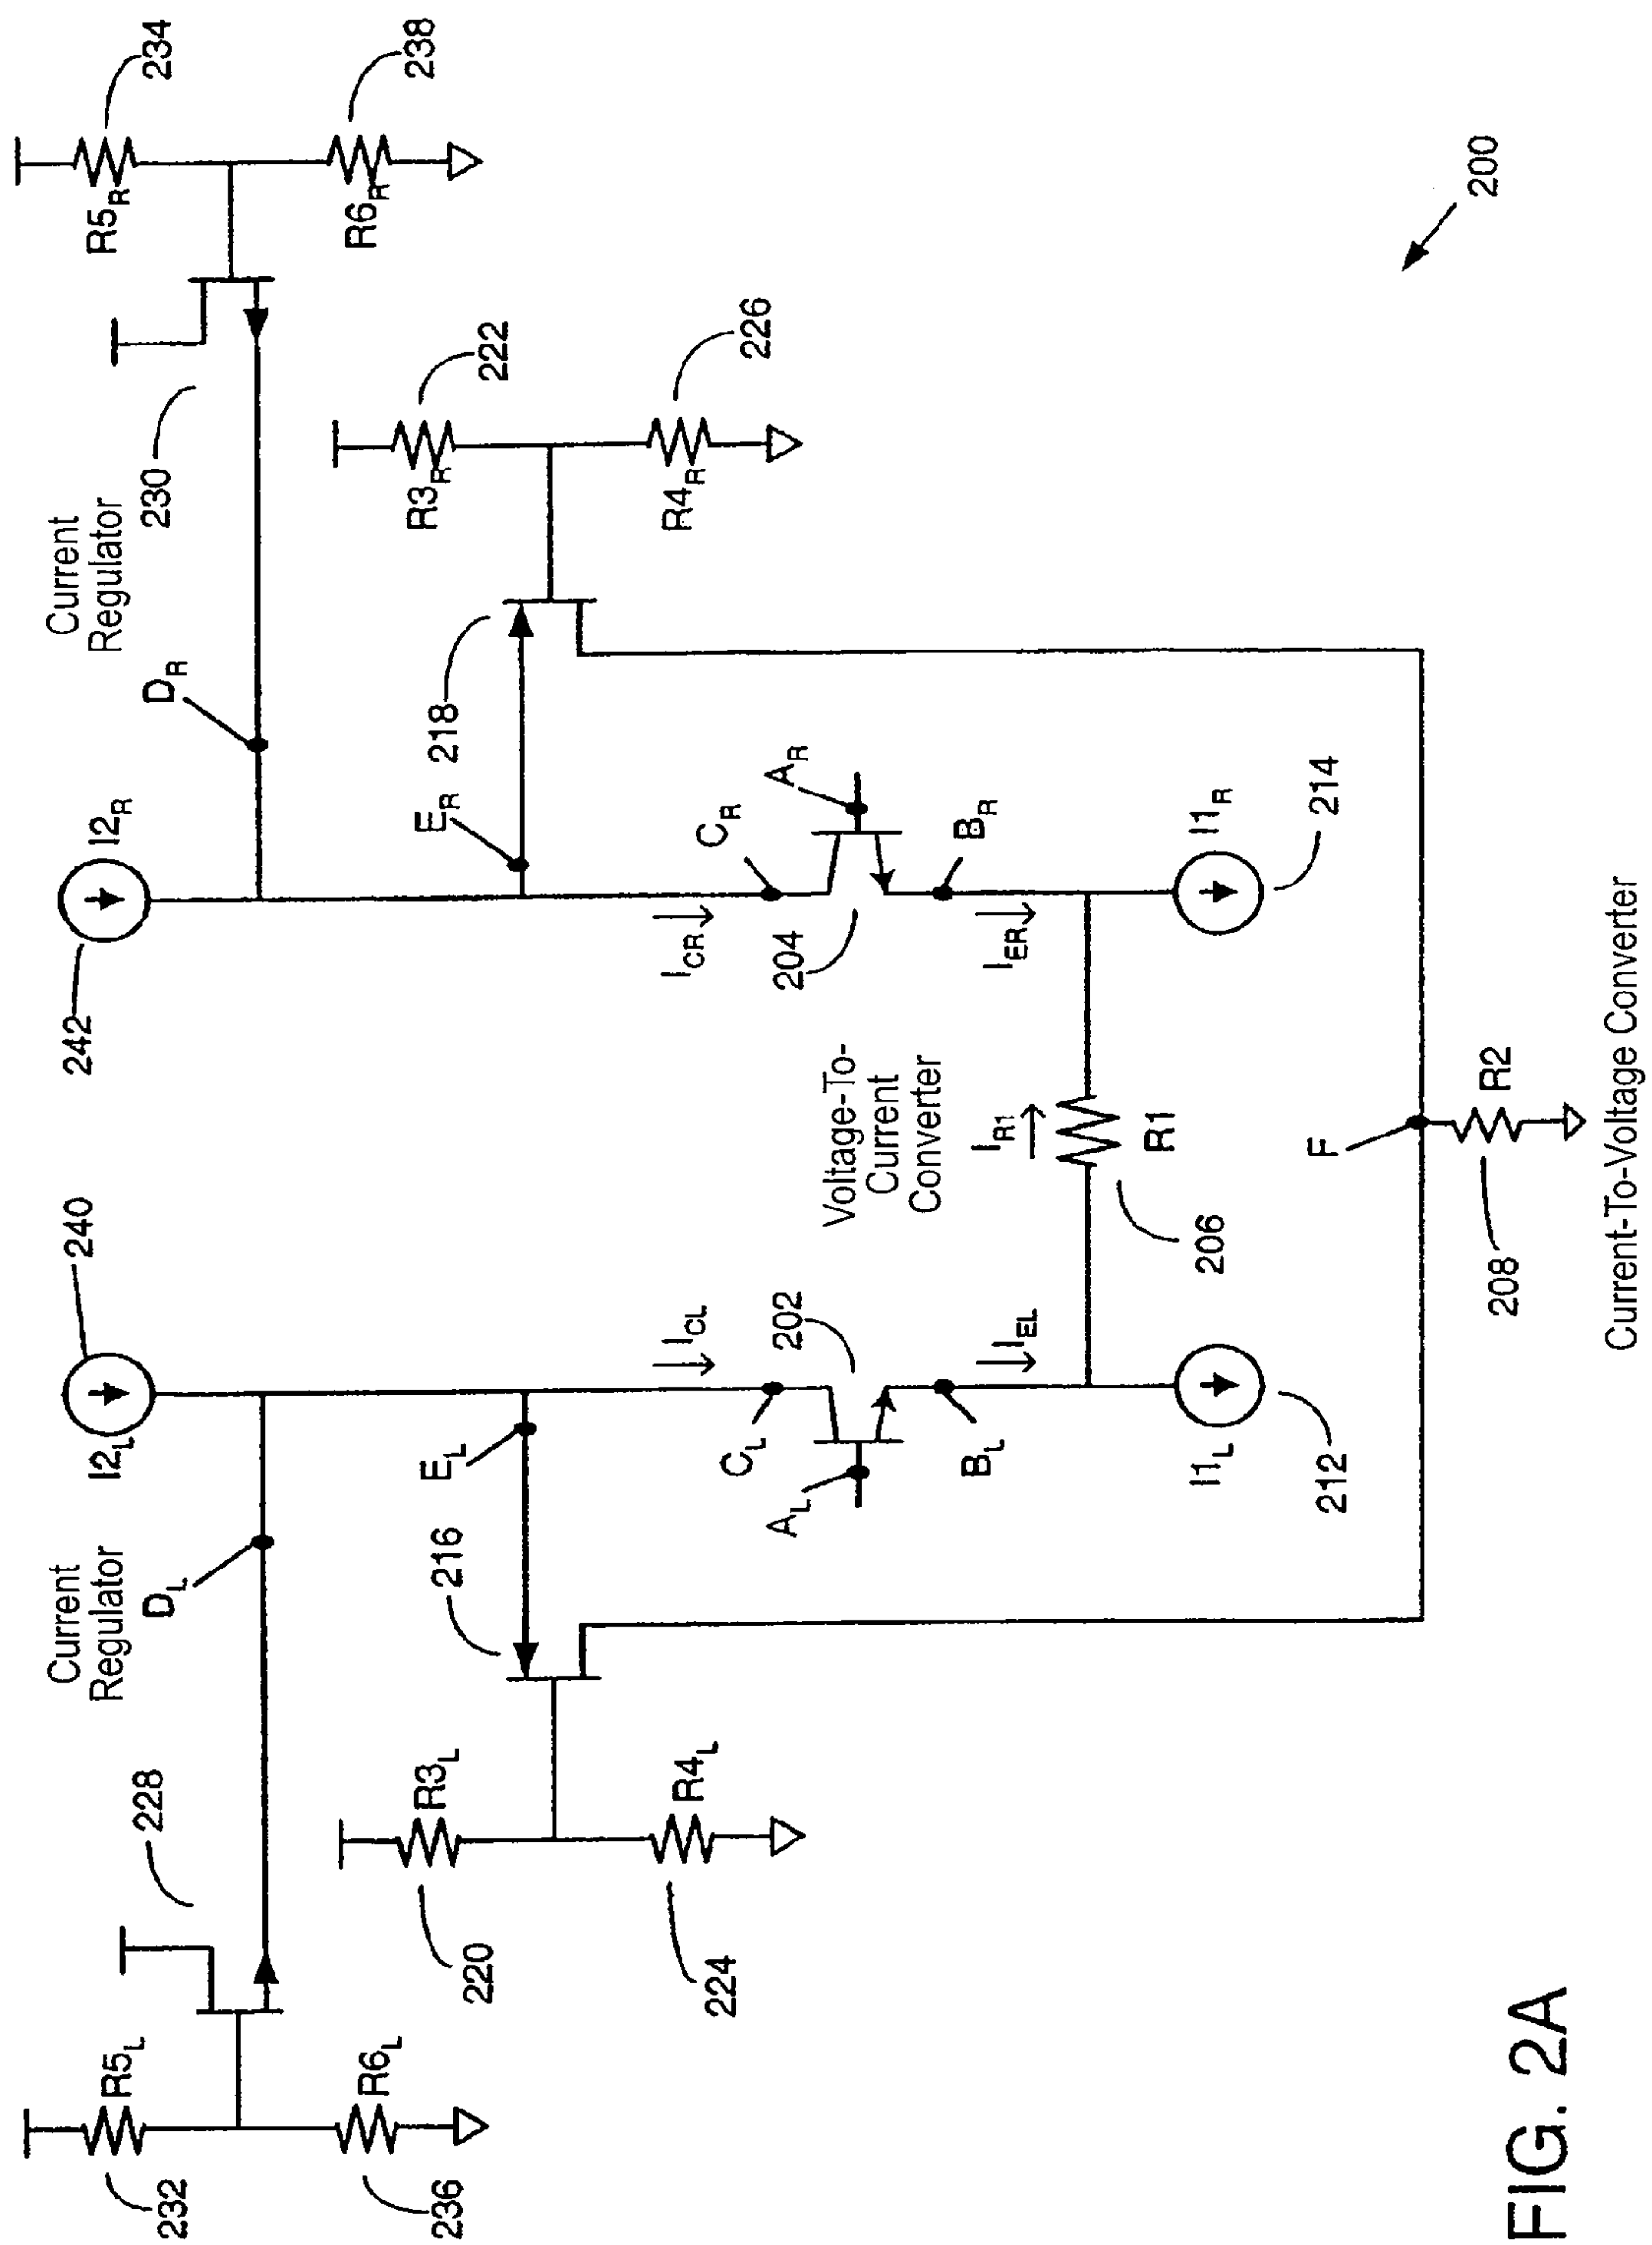 232
R5L
228
Current
Regulator
DL
240
I2L
242
I2R
DR
Current
Regulator
230
R5R
234
236
R6L
R6R
238
220
R3L
216
EL
ER
218
R3R
222
224
R4L
ICL
ICR
R4R
226
CL
202
AL
CR
204
AR
BL
IEL
Voltage-To-
Current
Converter
IER
BR
IR1
R1
206
I1L
212
I1R
214
F
R2
208
Current-To-Voltage Converter
200
FIG. 2A